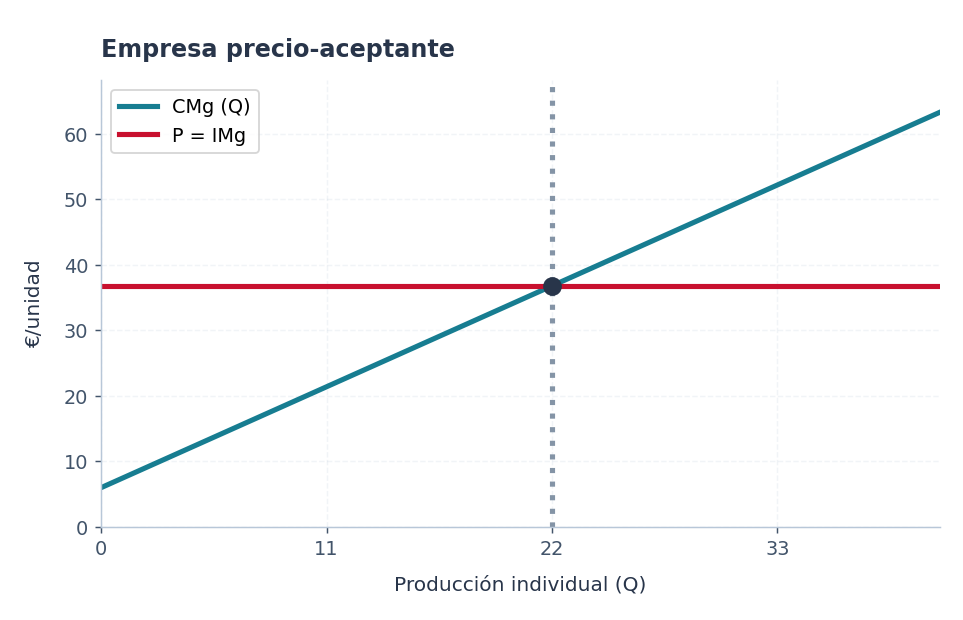 Empresa precio-aceptante
CMg (Q)
P = IMg
60
50
40
30
20
10
0
€/unidad
0 11 22 33
Producción individual (Q)